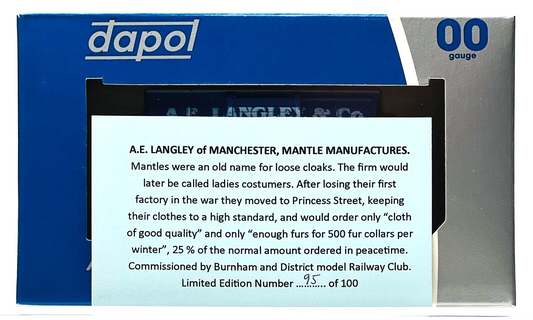 dapol
00
gauge
A.E. LANGLEY & Co
A.E. LANGLEY of MANCHESTER, MANTLE MANUFACTURES.
Mantles were an old name for loose cloaks. The firm would
later be called ladies costumers. After losing their first
factory in the war they moved to Princess Street, keeping
their clothes to a high standard, and would order only “cloth
of good quality” and only “enough furs for 500 fur collars per
winter”, 25 % of the normal amount ordered in peacetime.
Commissioned by Burnham and District model Railway Club.
Limited Edition Number ...95... of 100